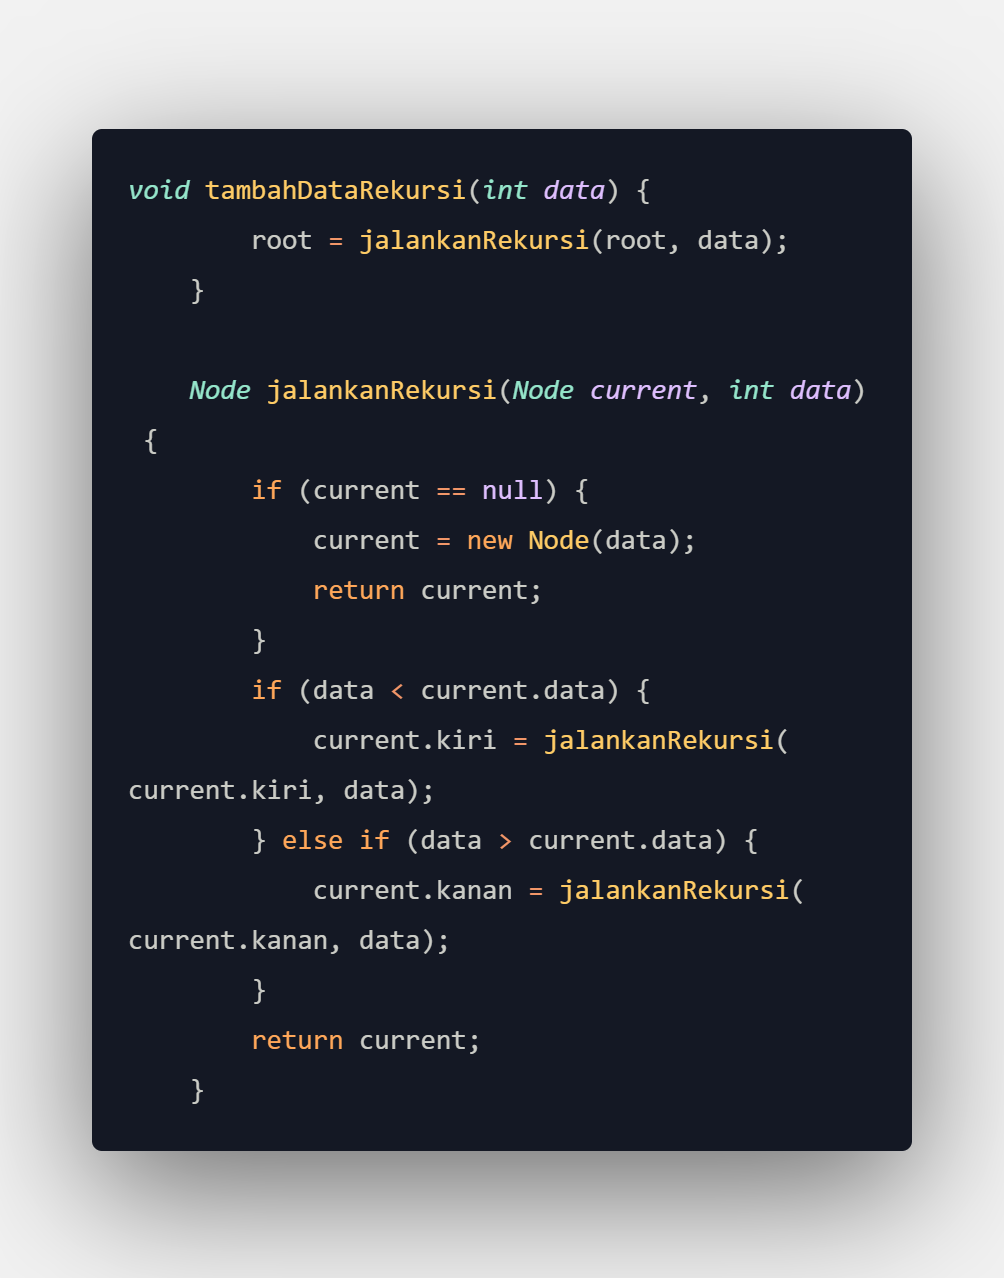 void tambahDataRekursi(int data) {
        root = jalankanRekursi(root, data);
    }

    Node jalankanRekursi(Node current, int data)
 {
        if (current == null) {
            current = new Node(data);
            return current;
        }
        if (data < current.data) {
            current.kiri = jalankanRekursi(
current.kiri, data);
        } else if (data > current.data) {
            current.kanan = jalankanRekursi(
current.kanan, data);
        }
        return current;
    }